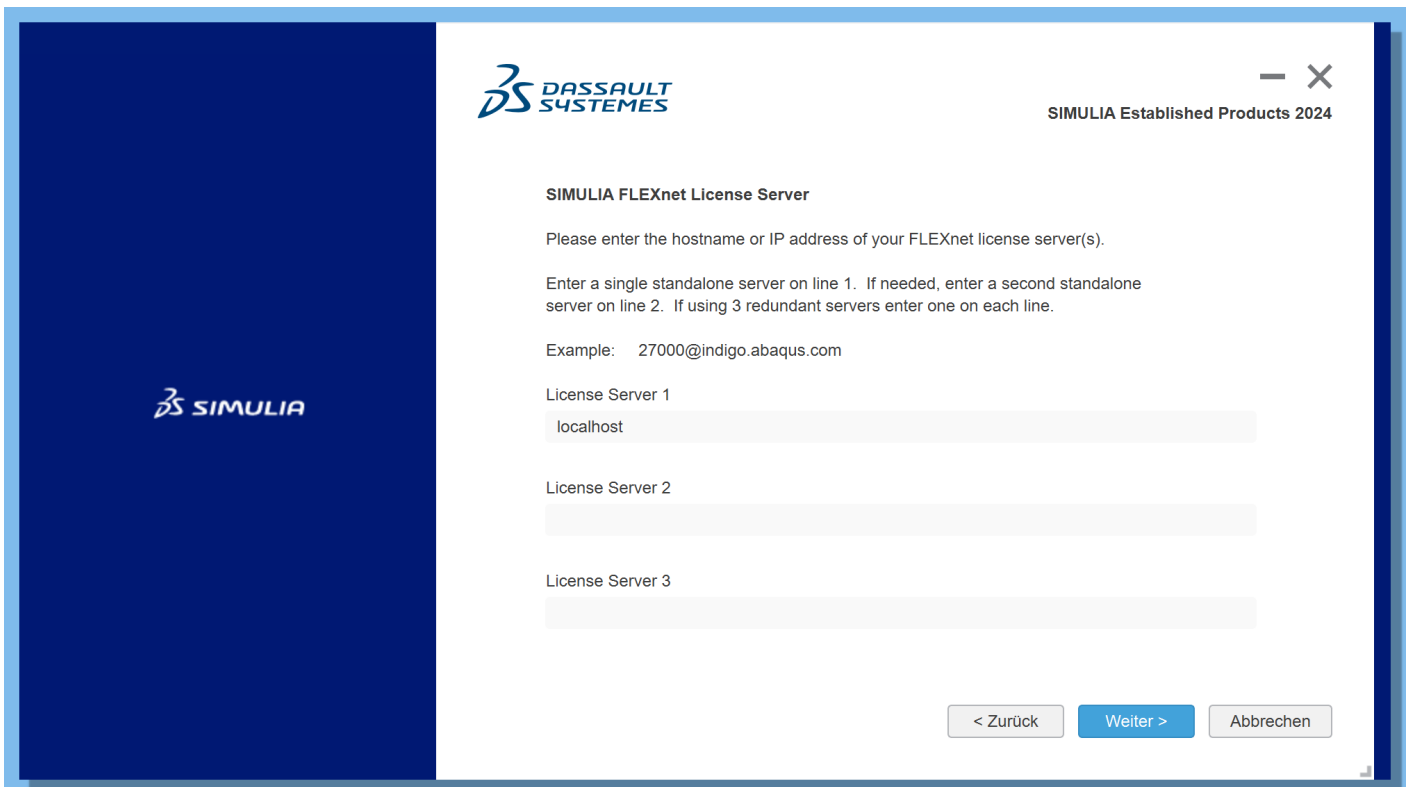 DASSAULT
SYSTEMES
SIMULIA Established Products 2024
SIMULIA FLEXnet License Server
Please enter the hostname or IP address of your FLEXnet license server(s).
Enter a single standalone server on line 1.  If needed, enter a second standalone
server on line 2.  If using 3 redundant servers enter one on each line.
Example:    27000@indigo.abaqus.com
License Server 1
SIMULIA
localhost
License Server 2
License Server 3
< Zurück
Weiter >
Abbrechen